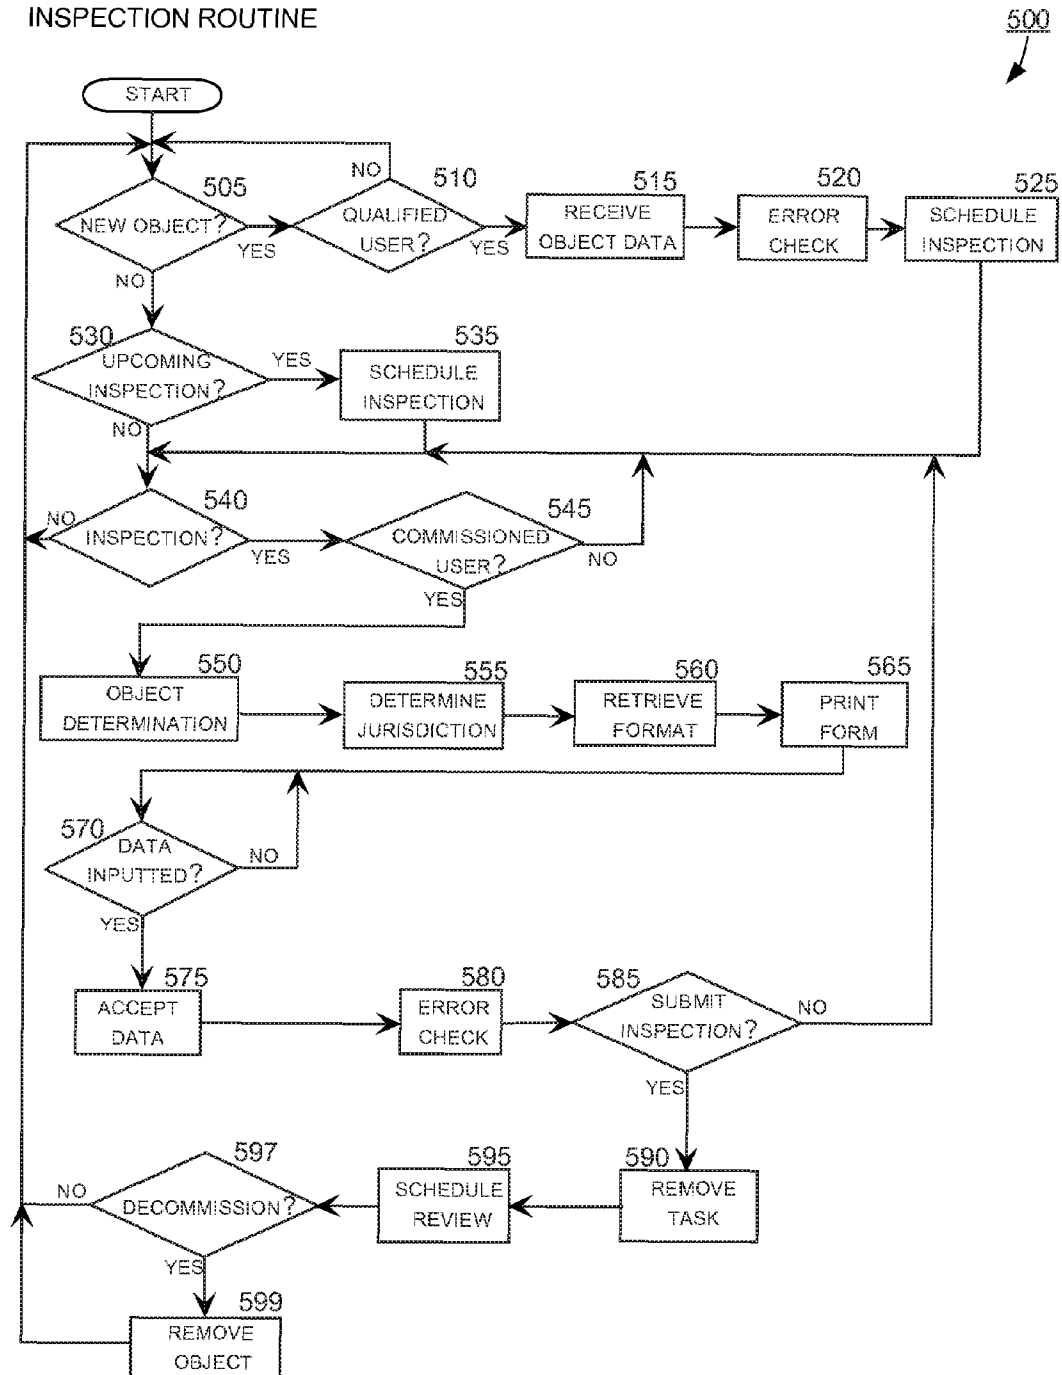 INSPECTION ROUTINE
500
START
NO
505
510
515
520
525
NEW OBJECT?
QUALIFIED
USER?
RECEIVE
OBJECT DATA
ERROR
CHECK
SCHEDULE
INSPECTION
YES
YES
NO
530
535
UPCOMING
INSPECTION?
YES
SCHEDULE
INSPECTION
NO
540
545
NO
INSPECTION?
YES
COMMISSIONED
USER?
NO
YES
550
555
560
565
OBJECT
DETERMINATION
DETERMINE
JURISDICTION
RETRIEVE
FORMAT
PRINT
FORM
570
DATA
INPUTTED?
NO
YES
575
580
585
ACCEPT
DATA
ERROR
CHECK
SUBMIT
INSPECTION?
NO
YES
597
595
590
NO
DECOMMISSION?
SCHEDULE
REVIEW
REMOVE
TASK
YES
599
REMOVE
OBJECT